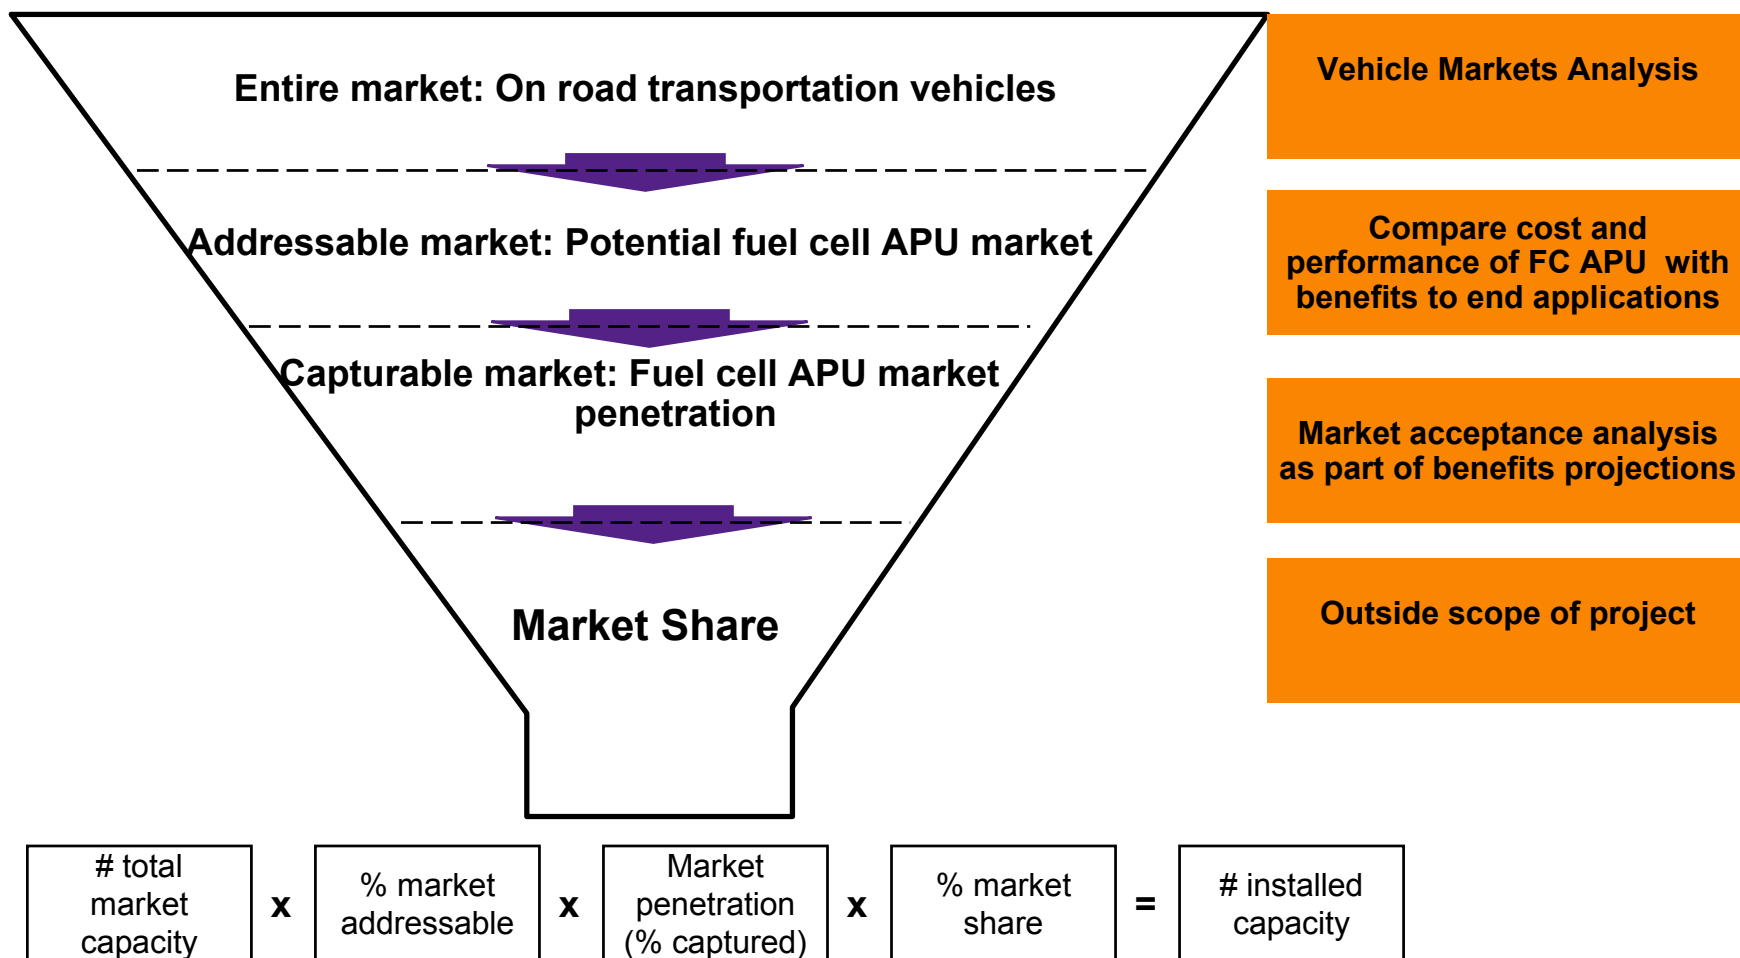 Entire market: On road transportation vehicles
Vehicle Markets Analysis
Addressable market: Potential fuel cell APU market
Compare cost and
performance of FC APU with
benefits to end applications
Capturable market: Fuel cell APU market
penetration
Market acceptance analysis
as part of benefits projections
Market Share
Outside scope of project
# total
market
capacity
x
% market
addressable
x
Market
penetration
(% captured)
x
% market
share
=
# installed
capacity